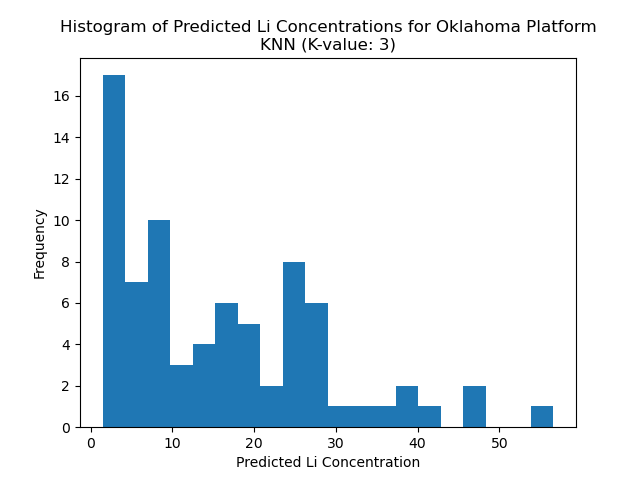 Histogram of Predicted Li Concentrations for Oklahoma Platform
KNN (K-value: 3)
Frequency
16
14
12
10
8
6
4
2
0
0 10 20 30 40 50
Predicted Li Concentration